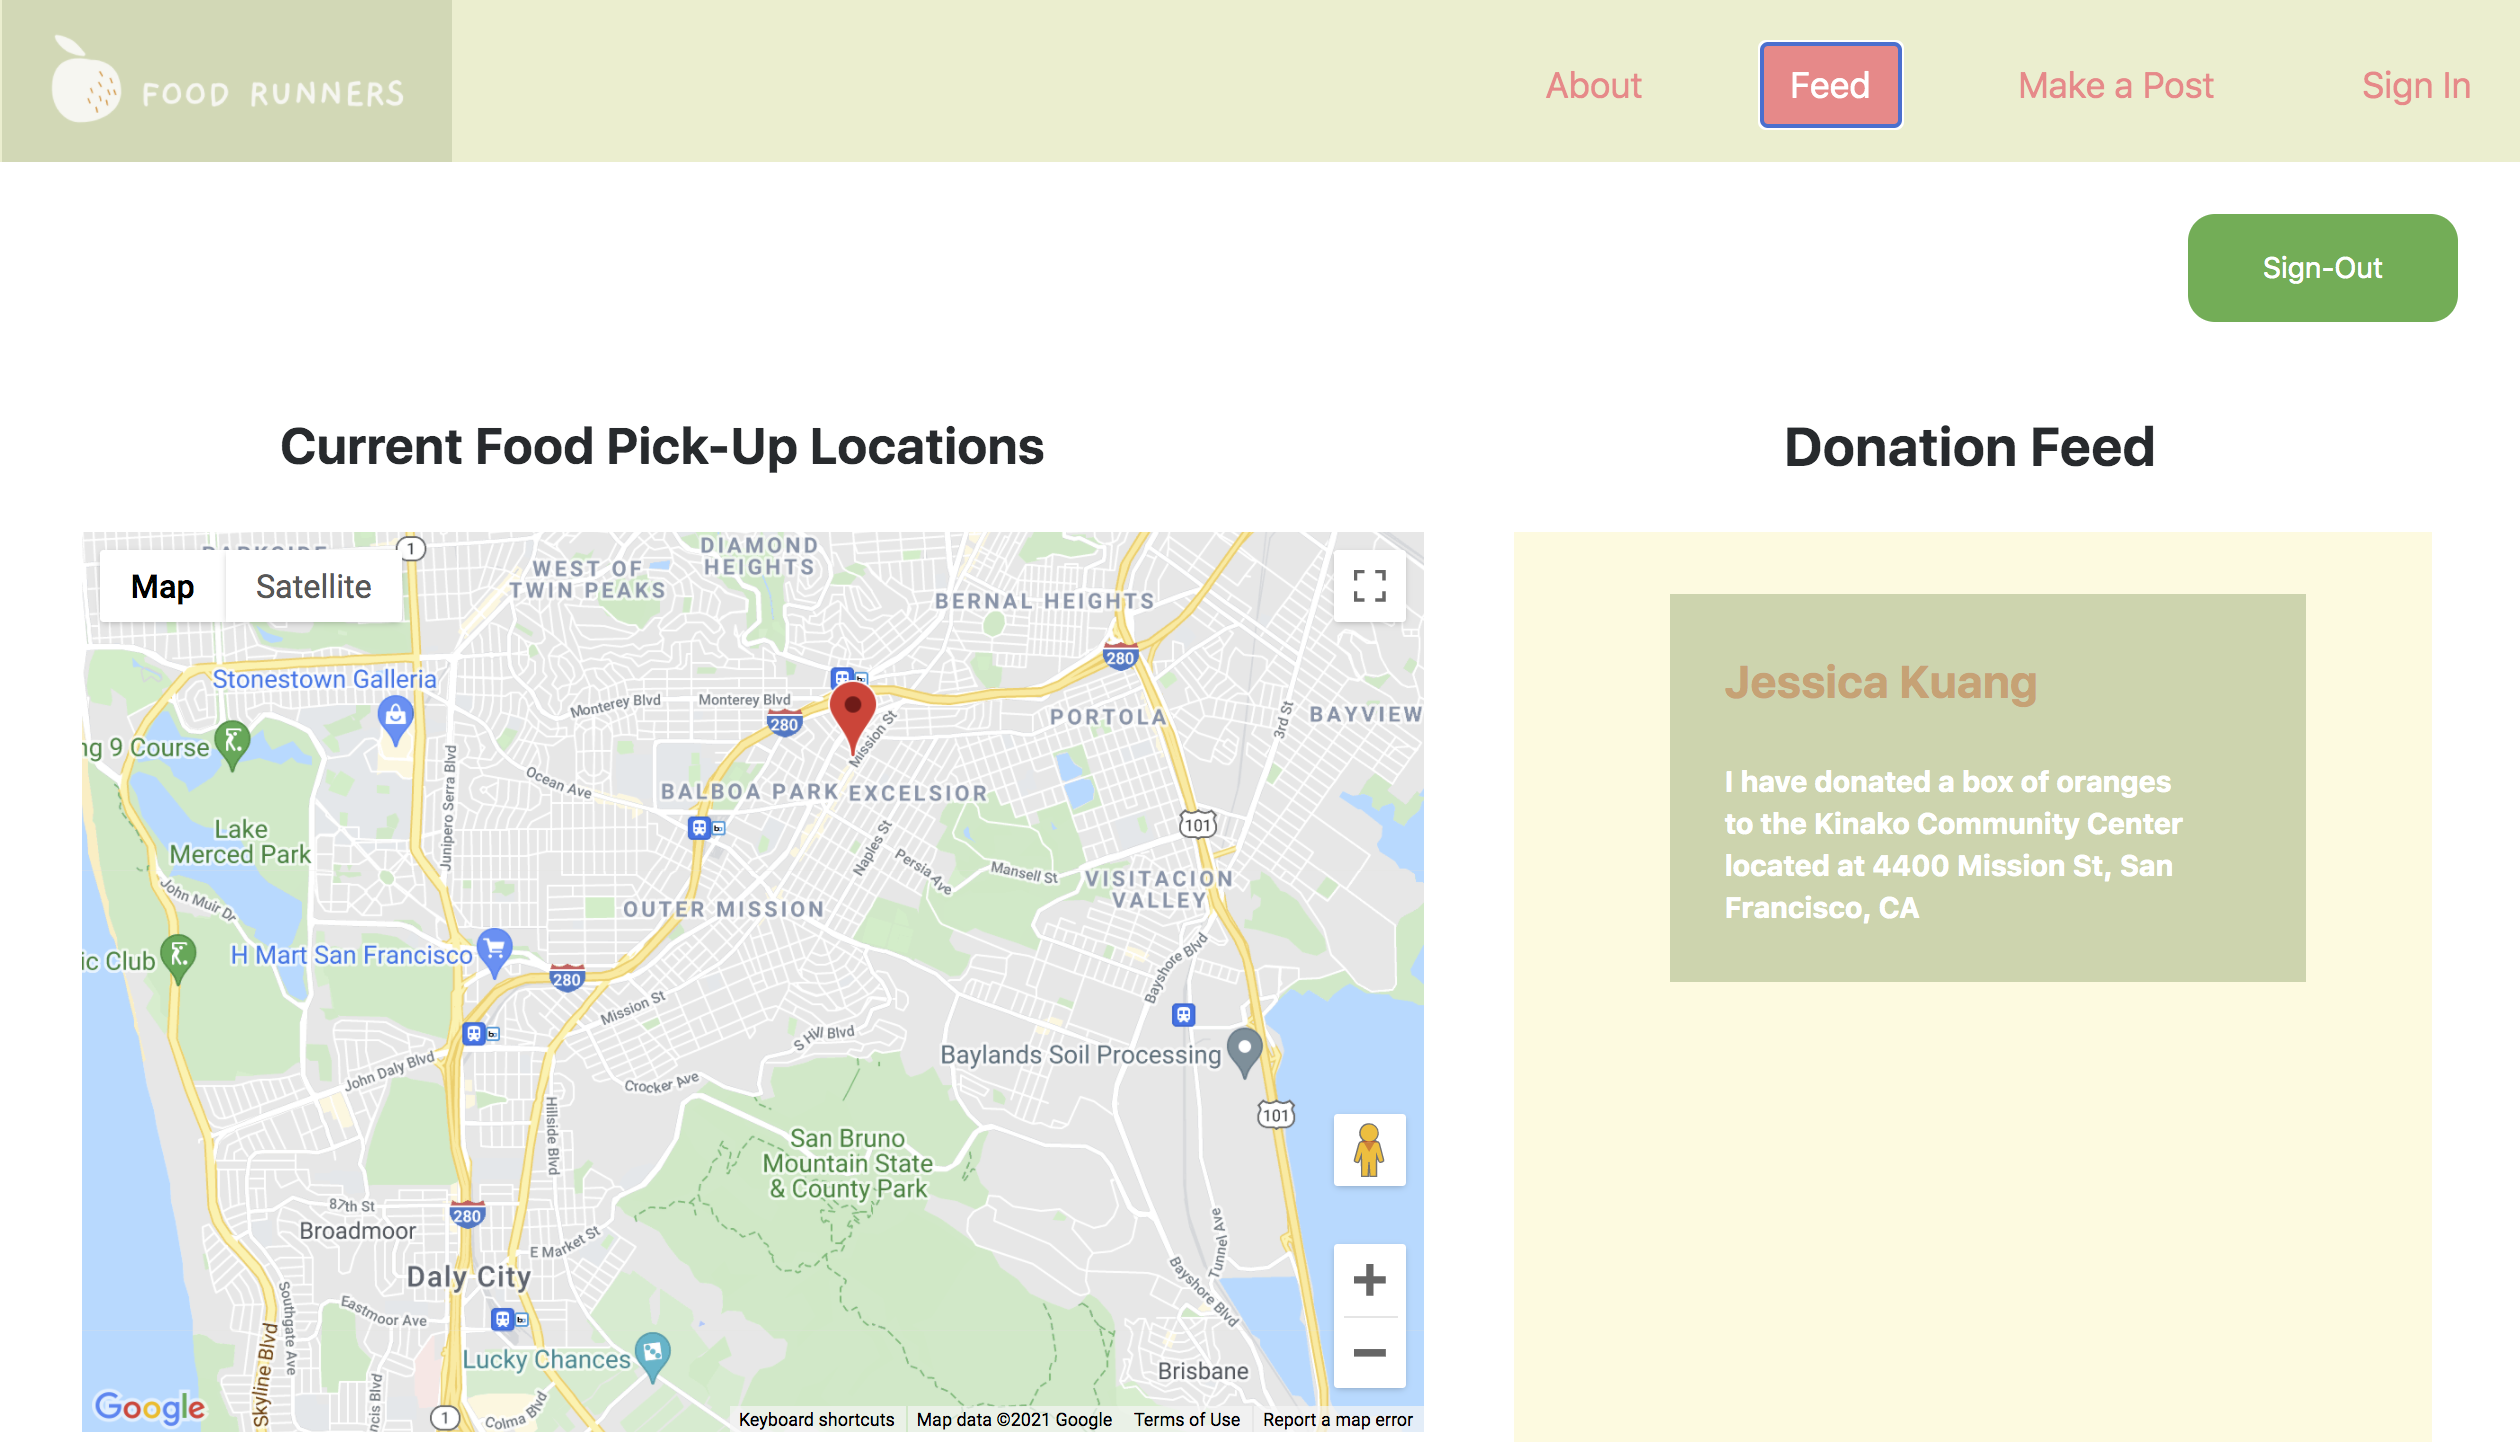 FOOD RUNNERS
About
Feed
Make a Post
Sign In
Sign-Out
Current Food Pick-Up Locations
Donation Feed
Map
Satellite
1
DIAMOND
HEIGHTS
WEST OF
TWIN PEAKS
BERNAL HEIGHTS
280
Stonestown Galleria
Monterey Blvd
Monterey Blvd
280
Mission St
PORTOLA
3rd St
BAYVIEW
ng 9 Course
Junipero Serra Blvd
Ocean Ave
BALBOA PARK
EXCELSIOR
101
Lake
Merced Park
Naples St
Persia Ave
Mansell St
VISITACION
VALLEY
John Muir Dr
OUTER MISSION
H Mart San Francisco
ic Club
280
Bayshore Blvd
Mission St
S Hill Blvd
Baylands Soil Processing
John Daly Blvd
Crocker Ave
101
Hillside Blvd
San Bruno
Mountain State
& County Park
87th St
280
Broadmoor
E Market St
Tunnel Ave
Daly City
Bayshore Blvd
Southgate Ave
Eastmoor Ave
Skyline Blvd
Lucky Chances
Brisbane
ncis Blvd
1
Colma Blvd
Google
Keyboard shortcuts
Map data ©2021 Google
Terms of Use
Report a map error
Jessica Kuang
I have donated a box of oranges
to the Kinako Community Center
located at 4400 Mission St, San
Francisco, CA